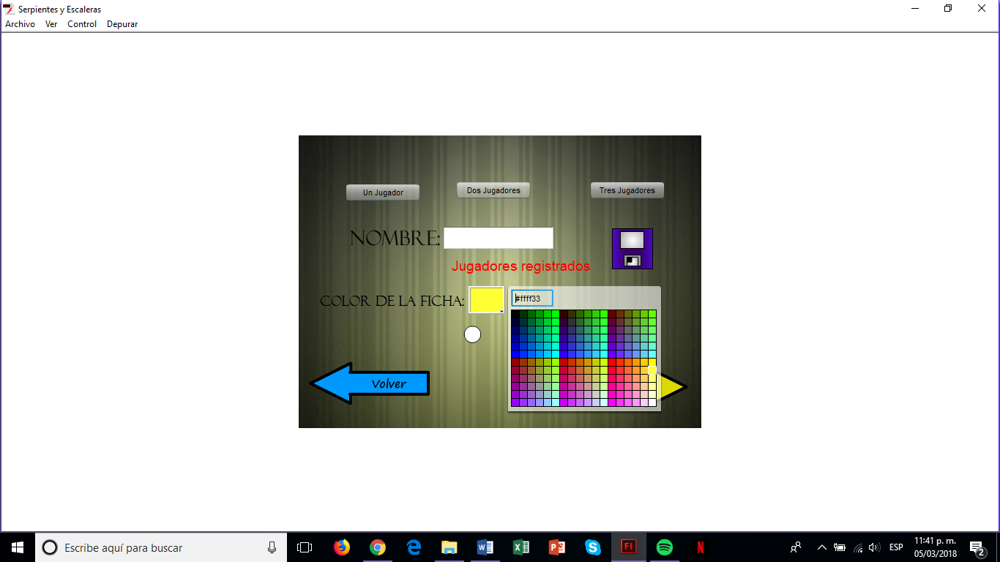 Serpientes y Escaleras
Archivo Ver Control Depurar
Un Jugador
Dos Jugadores
Tres Jugadores
NOMBRE:
Jugadores registrados
COLOR DE LA FICHA:
#ffff33
Volver
Escribe aquí para buscar
ESP
11:41 p. m.
05/03/2018
2